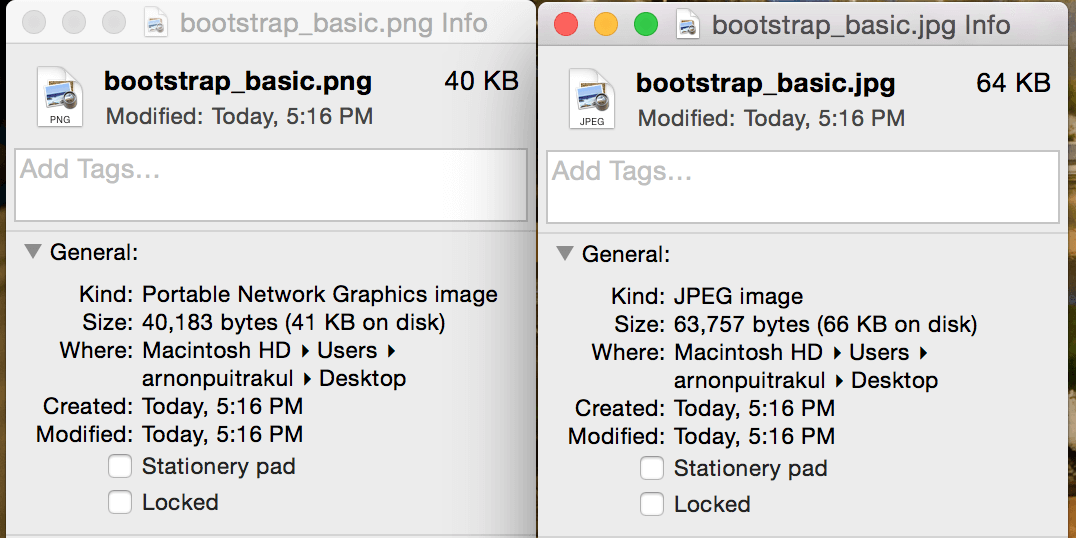 bootstrap_basic.png Info
bootstrap_basic.png 40 KB
Modified: Today, 5:16 PM
PNG
Add Tags...
General:
Kind: Portable Network Graphics image
Size: 40,183 bytes (41 KB on disk)
Where: Macintosh HD ▸ Users ▸
arnonpuitrakul ▸ Desktop
Created: Today, 5:16 PM
Modified: Today, 5:16 PM
Stationery pad
Locked
bootstrap_basic.jpg Info
bootstrap_basic.jpg 64 KB
Modified: Today, 5:16 PM
JPEG
Add Tags...
General:
Kind: JPEG image
Size: 63,757 bytes (66 KB on disk)
Where: Macintosh HD ▸ Users ▸
arnonpuitrakul ▸ Desktop
Created: Today, 5:16 PM
Modified: Today, 5:16 PM
Stationery pad
Locked